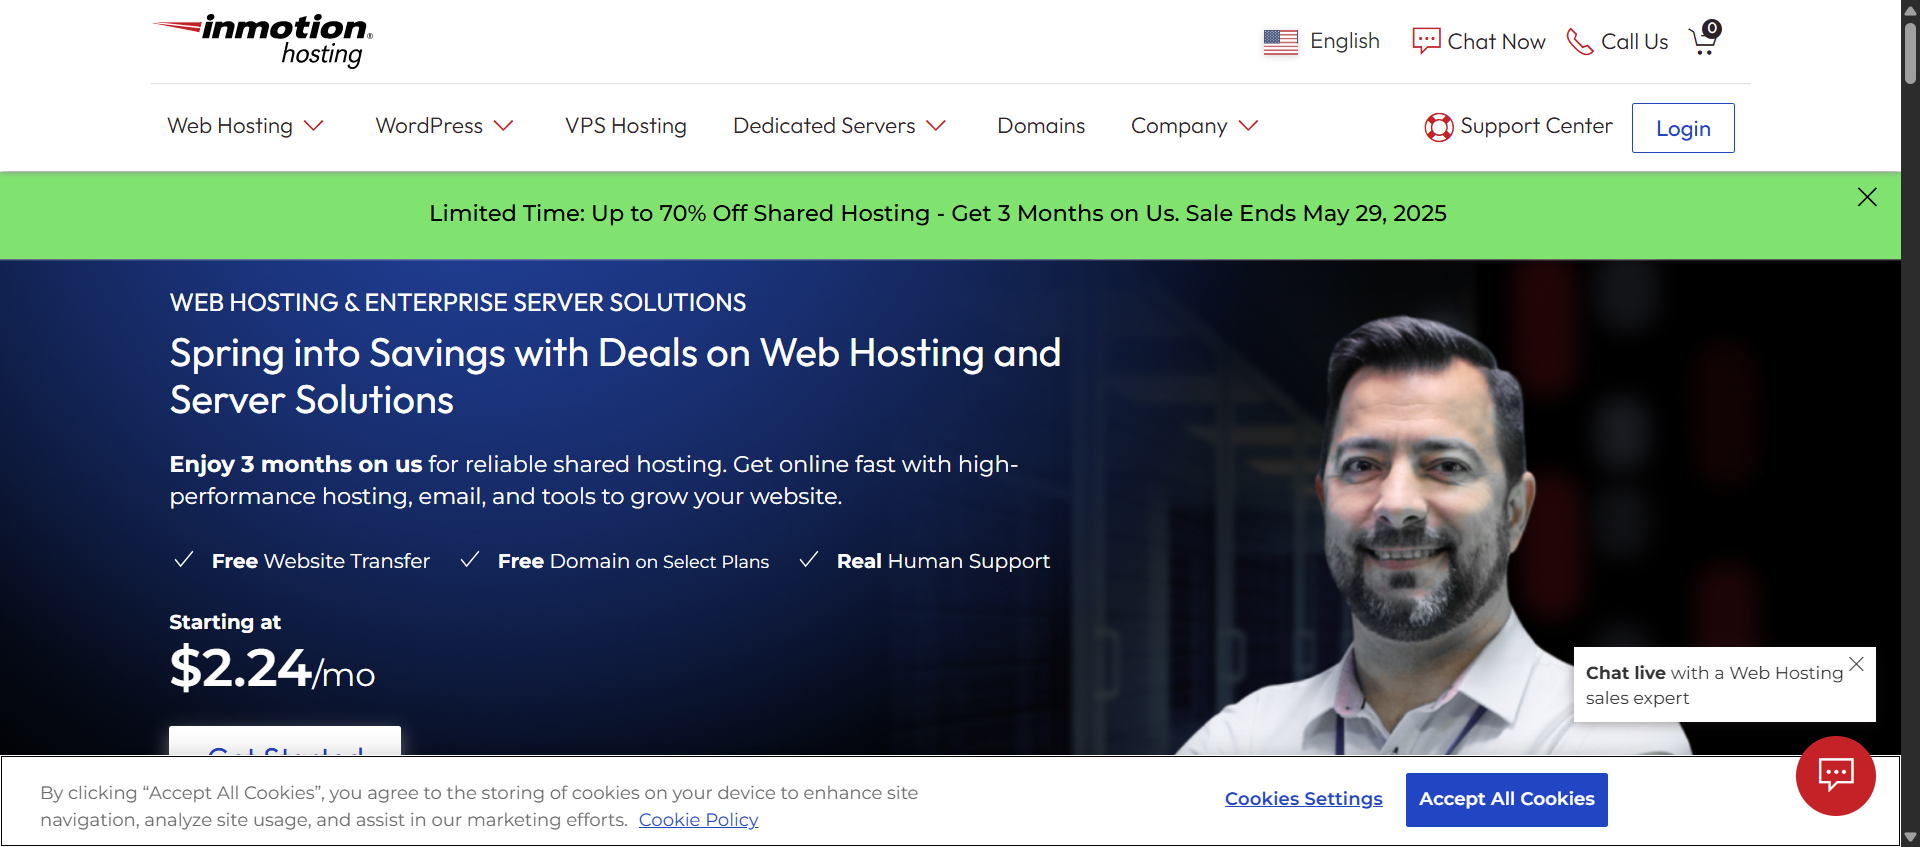 inmotion®
hosting
English
Chat Now
Call Us
0
Web Hosting
WordPress
VPS Hosting
Dedicated Servers
Domains
Company
Support Center
Login
Limited Time: Up to 70% Off Shared Hosting - Get 3 Months on Us. Sale Ends May 29, 2025
WEB HOSTING & ENTERPRISE SERVER SOLUTIONS
Spring into Savings with Deals on Web Hosting and
Server Solutions
Enjoy 3 months on us for reliable shared hosting. Get online fast with high-
performance hosting, email, and tools to grow your website.
Free Website Transfer
Free Domain on Select Plans
Real Human Support
Starting at
$2.24/mo
Get Started
Chat live with a Web Hosting
sales expert
By clicking “Accept All Cookies”, you agree to the storing of cookies on your device to enhance site
navigation, analyze site usage, and assist in our marketing efforts. Cookie Policy
Cookies Settings
Accept All Cookies